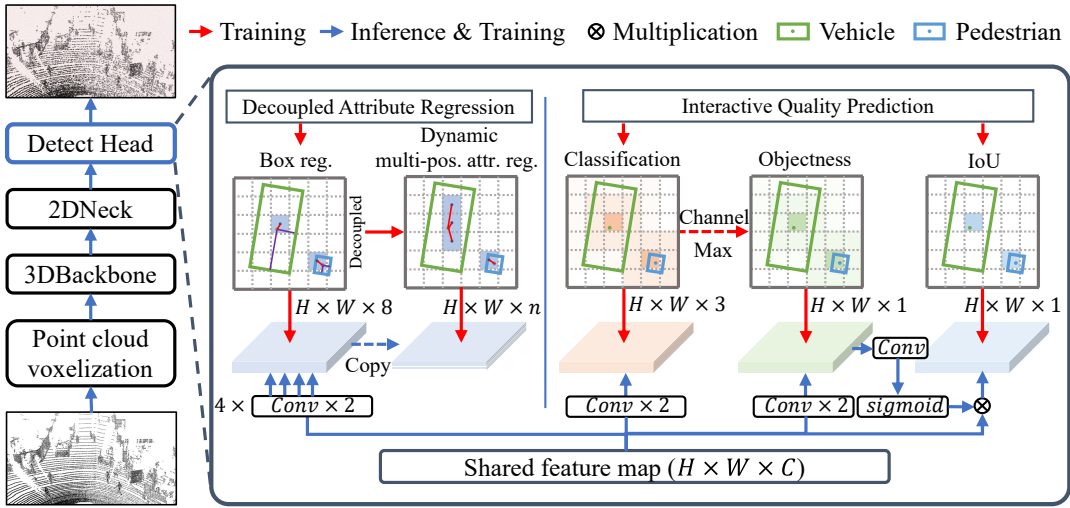 Training
Inference & Training
⊗ Multiplication
Vehicle
Pedestrian
Detect Head
2DNeck
3DBackbone
Point cloud
voxelization
Decoupled Attribute Regression
Interactive Quality Prediction
Box reg.
Dynamic
multi-pos. attr. reg.
Classification
Objectness
IoU
Decoupled
Channel
Max
H × W × 8
H × W × n
H × W × 3
H × W × 1
H × W × 1
Copy
Conv
4 × Conv × 2
Conv × 2
Conv × 2
sigmoid
⊗
Shared feature map (H × W × C)